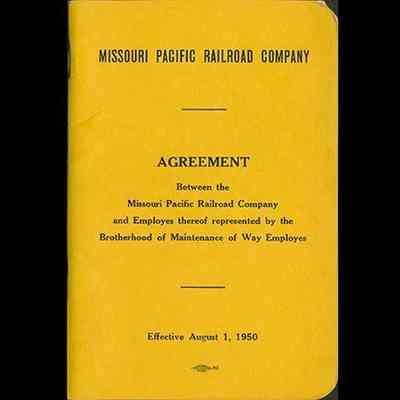 MISSOURI PACIFIC RAILROAD COMPANY
AGREEMENT
Between the
Missouri Pacific Railroad Company
and Employes thereof represented by the
Brotherhood of Maintenance of Way Employes
Effective August 1, 1950